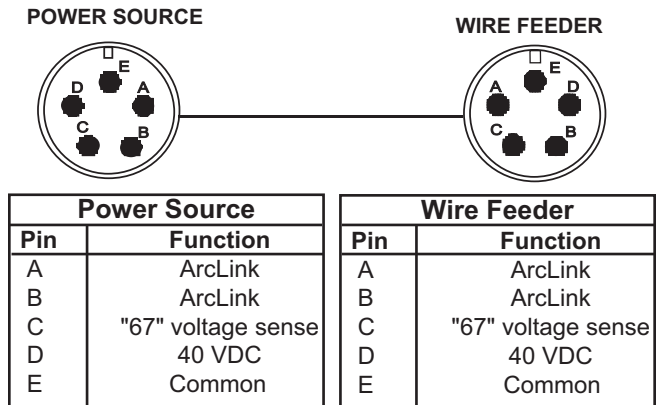 POWER SOURCE
WIRE FEEDER
E
D A
C B
E
A D
C B
Power Source
Pin Function
A ArcLink
B ArcLink
C "67" voltage sense
D 40 VDC
E Common
Wire Feeder
Pin Function
A ArcLink
B ArcLink
C "67" voltage sense
D 40 VDC
E Common